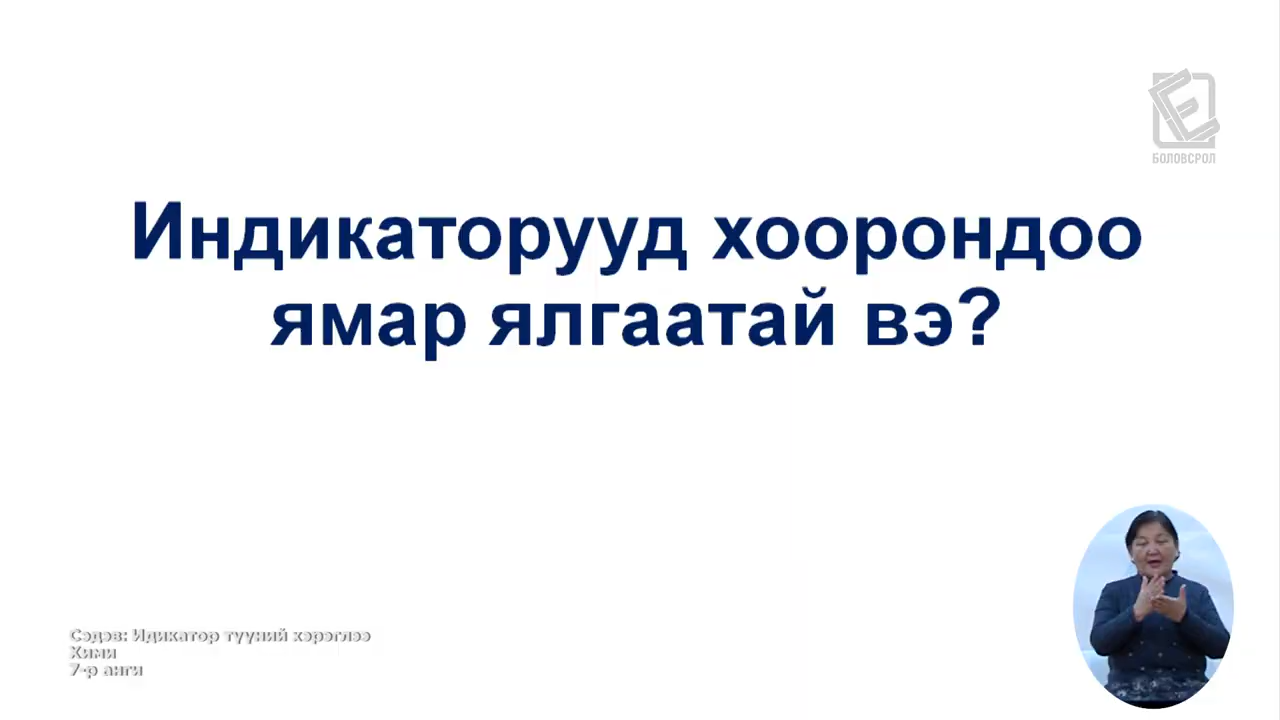 БОЛОВСРОЛ
Индикаторууд хоорондоо
ямар ялгаатай вэ?
Сэдэв: Идикатор түүний хэрэглээ
Хими
7-р анги